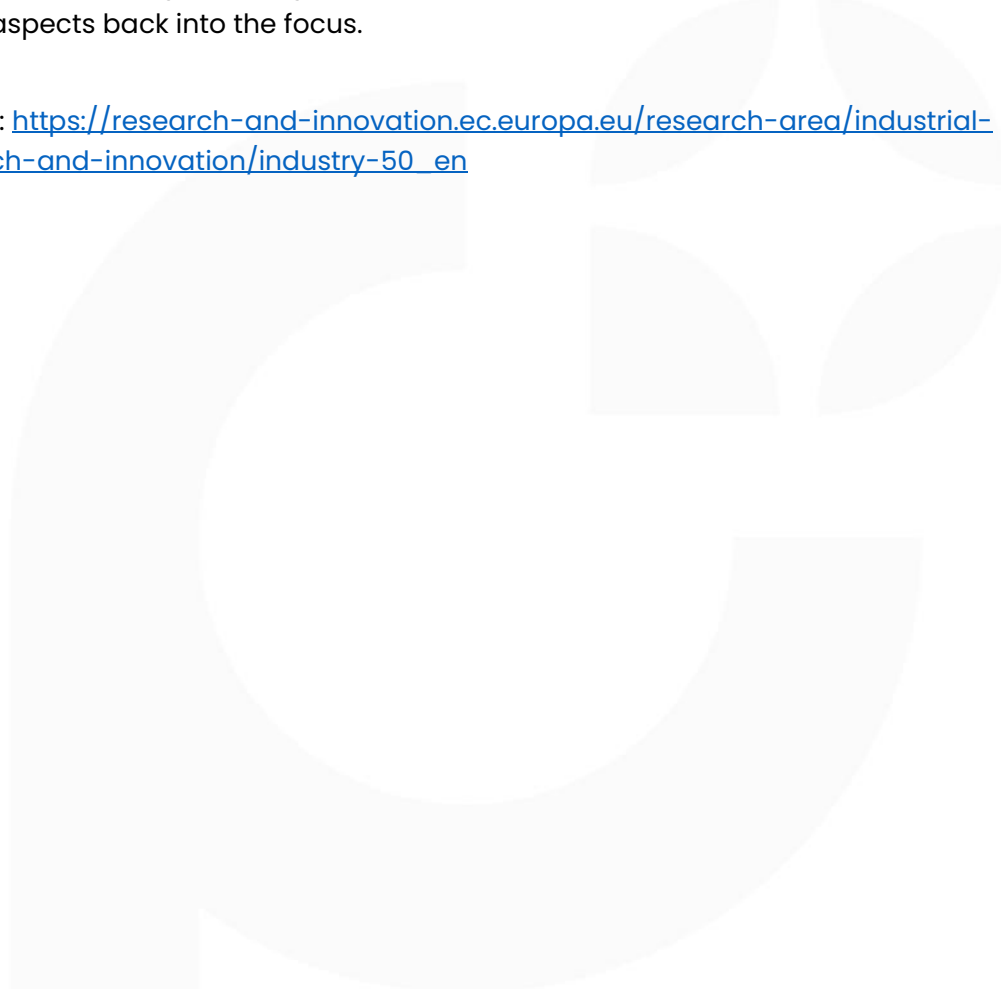 aspects back into the focus.
: https://research-and-innovation.ec.europa.eu/research-area/industrial-
ch-and-innovation/industry-50_en